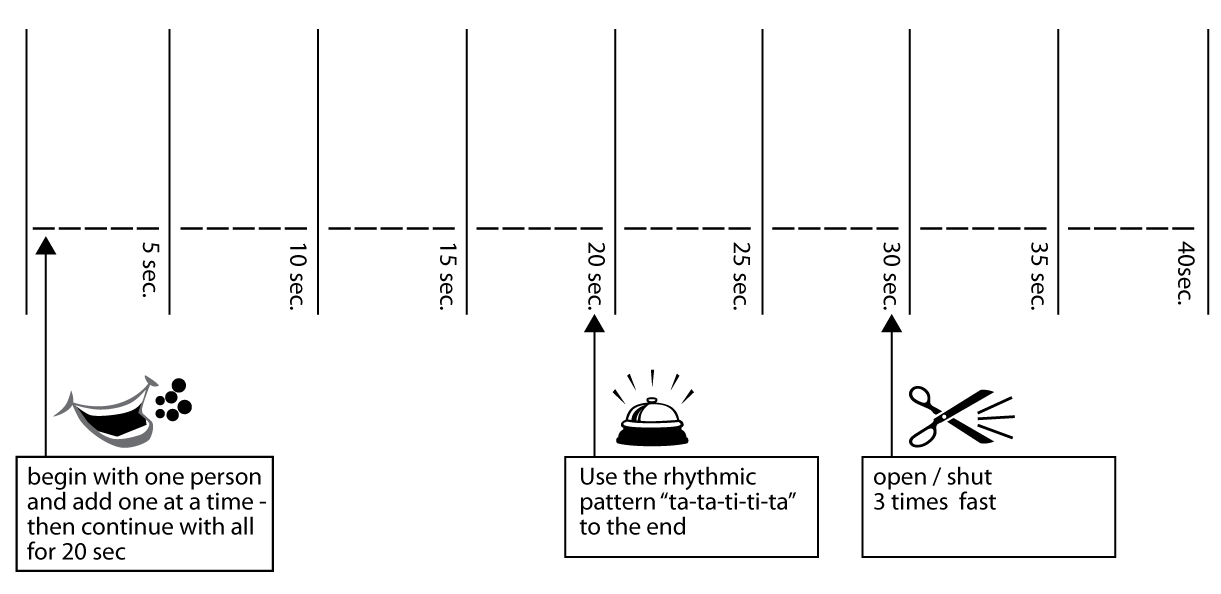 5 sec.
10 sec.
15 sec.
20 sec.
25 sec.
30 sec.
35 sec.
40sec.
begin with one person
and add one at a time -
then continue with all
for 20 sec
Use the rhythmic
pattern “ta-ta-ti-ti-ta”
to the end
open / shut
3 times fast